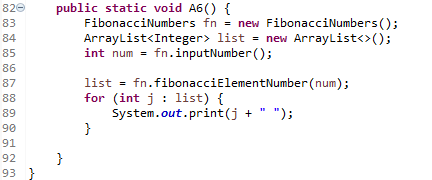 82 public static void A6() {
83 FibonacciNumbers fn = new FibonacciNumbers();
84 ArrayList<Integer> list = new ArrayList<>();
85 int num = fn.inputNumber();
86
87 list = fn.fibonacciElementNumber(num);
88 for (int j : list) {
89 System.out.print(j + " ");
90 }
91
92 }
93 }